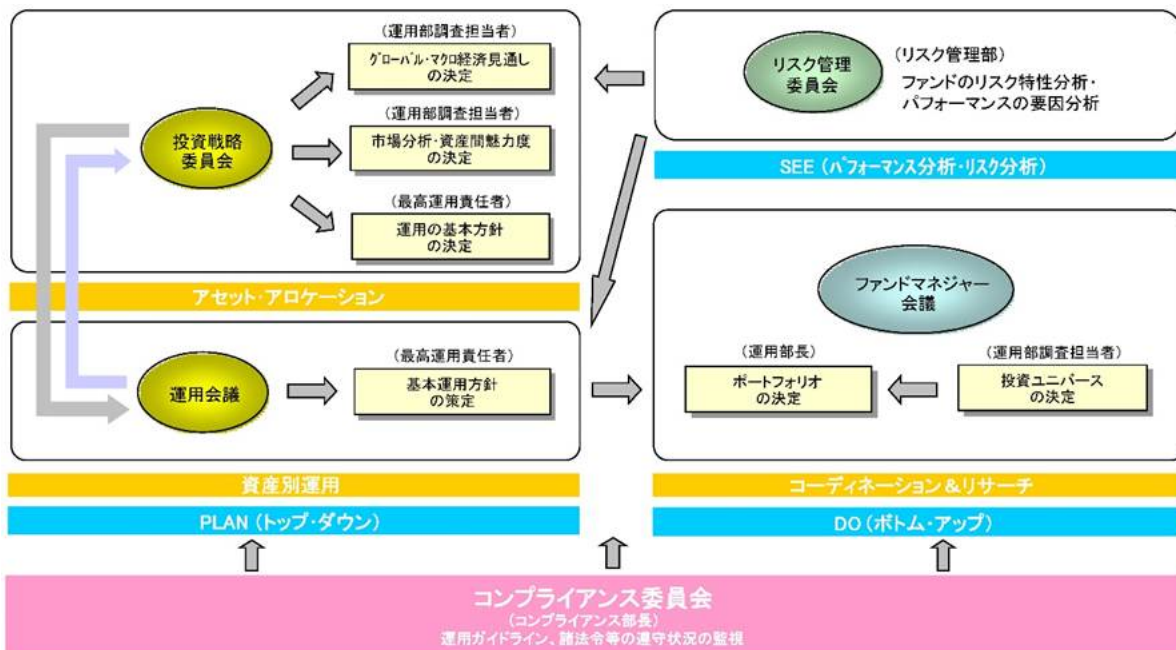 (運用部調査担当者)
グローバル・マクロ経済見通し
の決定
投資戦略
委員会
(運用部調査担当者)
市場分析・資産間魅力度
の決定
(最高運用責任者)
運用の基本方針
の決定
アセット・アロケーション
リスク管理
委員会
(リスク管理部)
ファンドのリスク特性分析・
パフォーマンスの要因分析
SEE (パフォーマンス分析・リスク分析)
運用会議
(最高運用責任者)
基本運用方針
の策定
資産別運用
PLAN (トップ・ダウン)
ファンドマネジャー
会議
(運用部長)
ポートフォリオ
の決定
(運用部調査担当者)
投資ユニバース
の決定
コーディネーション&リサーチ
DO (ボトム・アップ)
コンプライアンス委員会
(コンプライアンス部長)
運用ガイドライン、諸法令等の遵守状況の監視